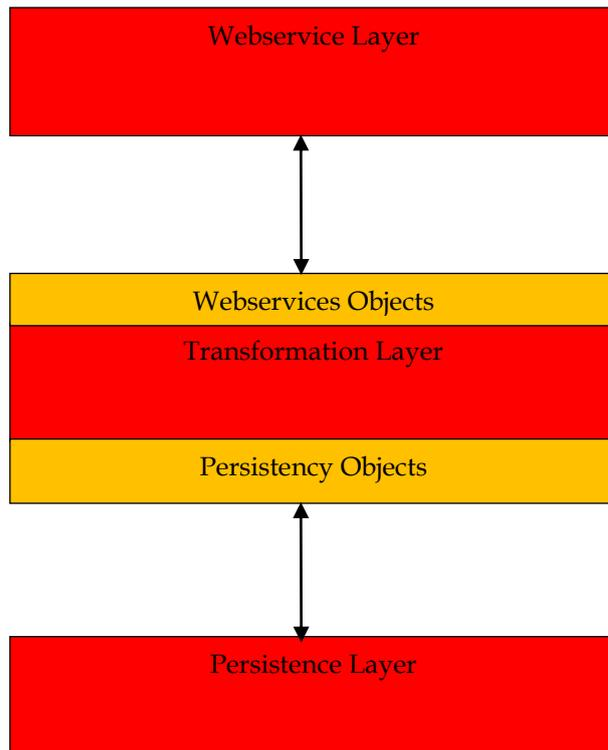 Webservice Layer
Webservices Objects
Transformation Layer
Persistency Objects
Persistence Layer